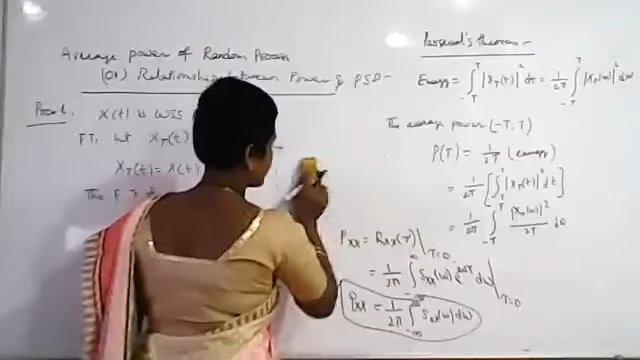 Average power of Random Process
(Or) Relationship between Power & PSD -
Proof: X(t) is WSS
F.T, let X_T(t)
X_T(t) = X(t)
The F.T
Parseval's theorem -
Energy = ∫_{-T}^{T} |X_T(t)|^2 dt = 1/2π ∫_{-T}^{T} |X_T(ω)|^2 dω
The average power (-T, T)
P(T) = 1/2T (energy)
= 1/2T [∫_{-T}^{T} |X_T(t)|^2 dt]
= 1/2π ∫_{-T}^{T} |X_T(ω)|^2/2T dω
P_XX = R_XX(τ)|_{τ=0}
= 1/2π ∫_{-∞}^{∞} S_XX(ω) e^{jωτ} dω|_{τ=0}
P_XX = 1/2π ∫_{-∞}^{∞} S_XX(ω) dω